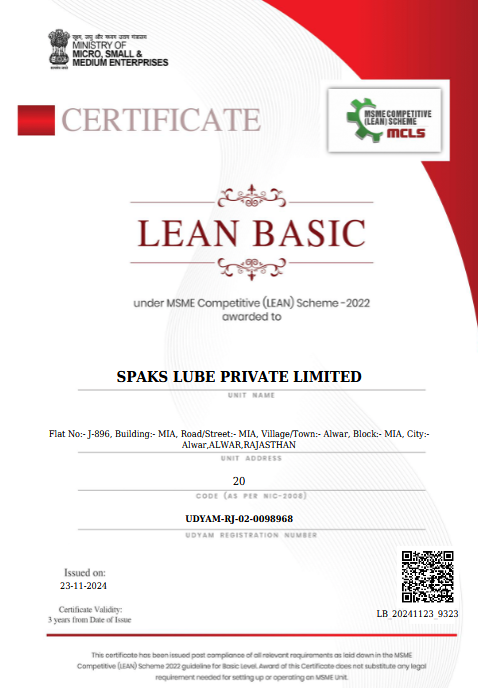 सूक्ष्म, लघु और मध्यम उद्यम मंत्रालय
MINISTRY OF
MICRO, SMALL &
MEDIUM ENTERPRISES
CERTIFICATE
MSME COMPETITIVE
(LEAN) SCHEME
MCLS
LEAN BASIC
under MSME Competitive (LEAN) Scheme -2022
awarded to
SPAKS LUBE PRIVATE LIMITED
UNIT NAME
Flat No:- J-896, Building:- MIA, Road/Street:- MIA, Village/Town:- Alwar, Block:- MIA, City:-
Alwar,ALWAR,RAJASTHAN
UNIT ADDRESS
20
CODE (AS PER NIC-2008)
UDYAM-RJ-02-0098968
UDYAM REGISTRATION NUMBER
Issued on:
23-11-2024
Certificate Validity:
3 years from Date of Issue
LB_20241123_9323
This certificate has been issued post compliance of all relevant requirements as laid down in the MSME
Competitive (LEAN) Scheme 2022 guideline for Basic Level. Award of this Certificate does not substitute any legal
requirement needed for setting up or operating an MSME Unit.